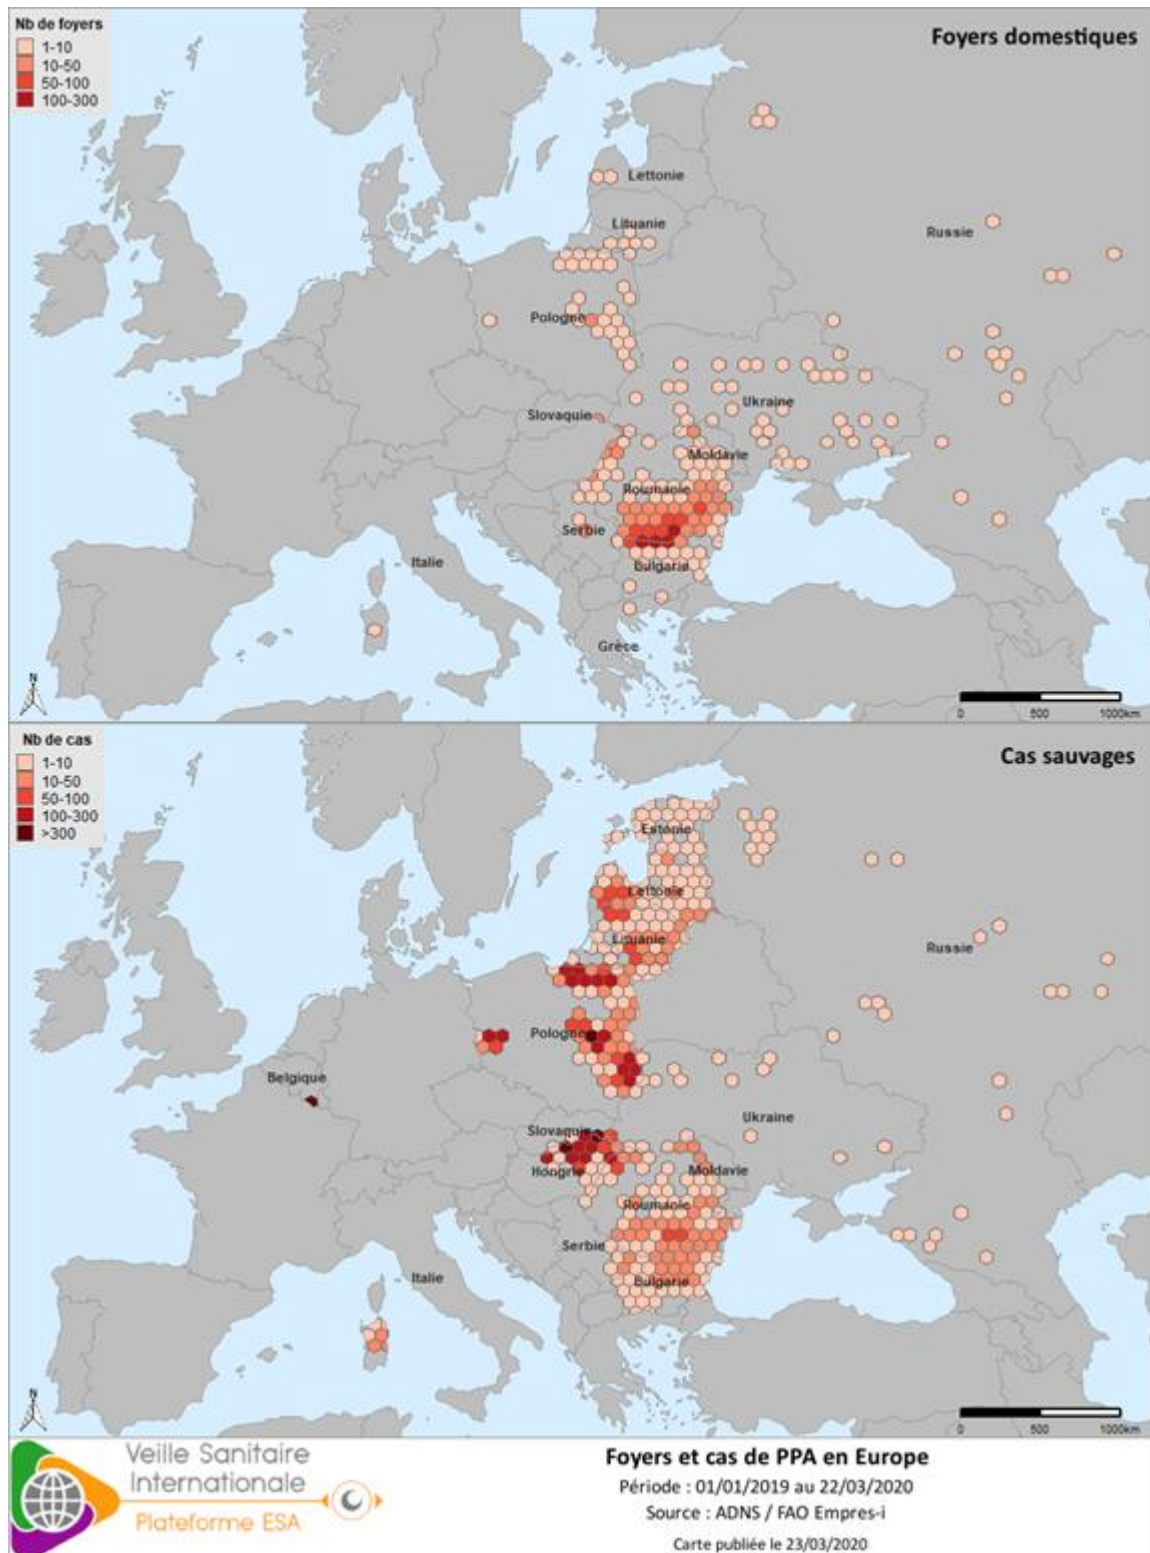 Nb de foyers
1-10
10-50
50-100
100-300
Foyers domestiques
Lettonie
Lituanie
Russie
Pologne
Ukraine
Slovaquie
Moldavie
Roumanie
Serbie
Italie
Bulgarie
Grèce
N
0 500 1000km
Nb de cas
1-10
10-50
50-100
100-300
>300
Cas sauvages
Estonie
Lettonie
Lituanie
Russie
Pologne
Belgique
Ukraine
Slovaquie
Hongrie
Moldavie
Roumanie
Serbie
Italie
Bulgarie
N
0 500 1000km
Veille Sanitaire
Internationale
Plateforme ESA
Foyers et cas de PPA en Europe
Période : 01/01/2019 au 22/03/2020
Source : ADNS / FAO Empres-i
Carte publiée le 23/03/2020